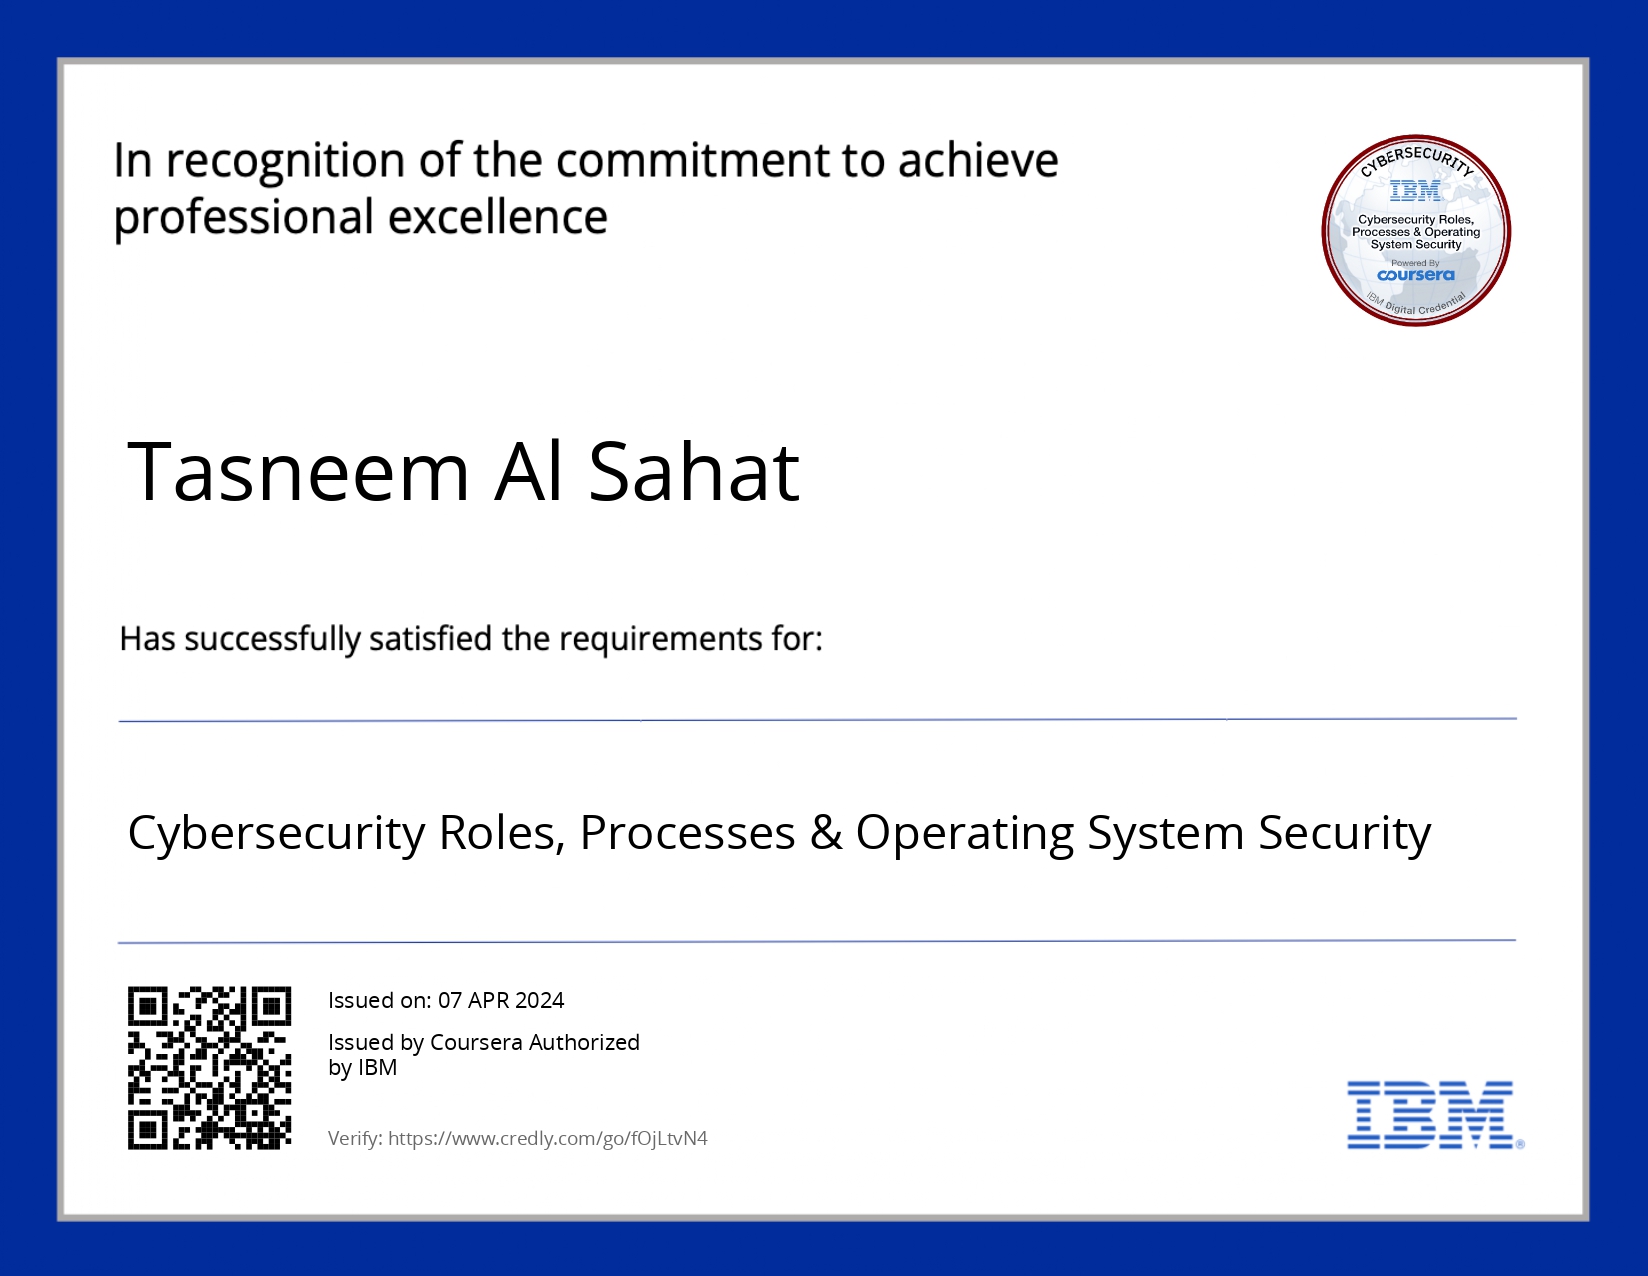 In recognition of the commitment to achieve
professional excellence
CYBERSECURITY
IBM
Cybersecurity Roles,
Processes & Operating
System Security
Powered By
coursera
IBM Digital Credential
Tasneem Al Sahat
Has successfully satisfied the requirements for:
Cybersecurity Roles, Processes & Operating System Security
Issued on: 07 APR 2024
Issued by Coursera Authorized
by IBM
Verify: https://www.credly.com/go/fOjLtvN4
IBM®